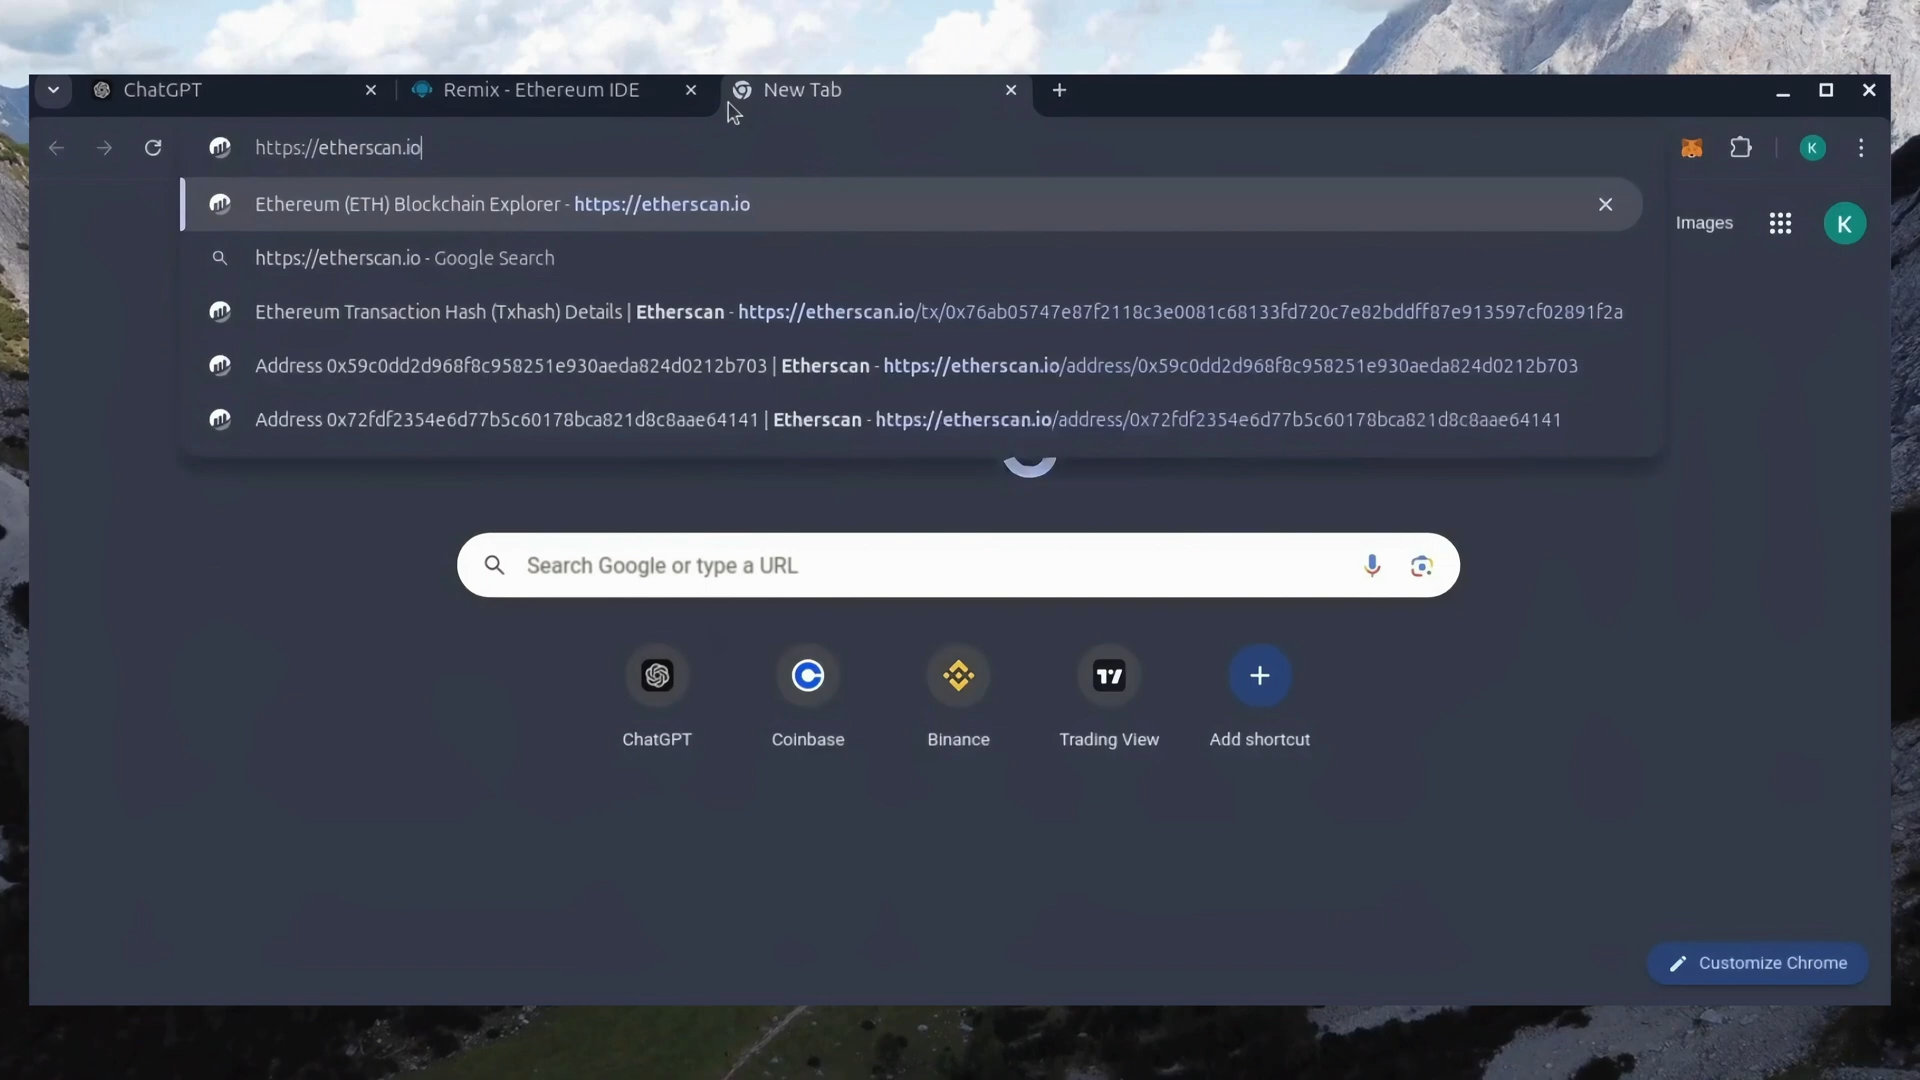 ChatGPT
Remix - Ethereum IDE
New Tab
https://etherscan.io
K
Ethereum (ETH) Blockchain Explorer - https://etherscan.io
Images
K
https://etherscan.io - Google Search
Ethereum Transaction Hash (Txhash) Details | Etherscan - https://etherscan.io/tx/0x76ab05747e87f2118c3e0081c68133fd720c7e82bddff87e913597cf02891f2a
Address 0x59c0dd2d968f8c958251e930aeda824d0212b703 | Etherscan - https://etherscan.io/address/0x59c0dd2d968f8c958251e930aeda824d0212b703
Address 0x72fdf2354e6d77b5c60178bca821d8c8aae64141 | Etherscan - https://etherscan.io/address/0x72fdf2354e6d77b5c60178bca821d8c8aae64141
Search Google or type a URL
ChatGPT
Coinbase
Binance
Trading View
Add shortcut
Customize Chrome